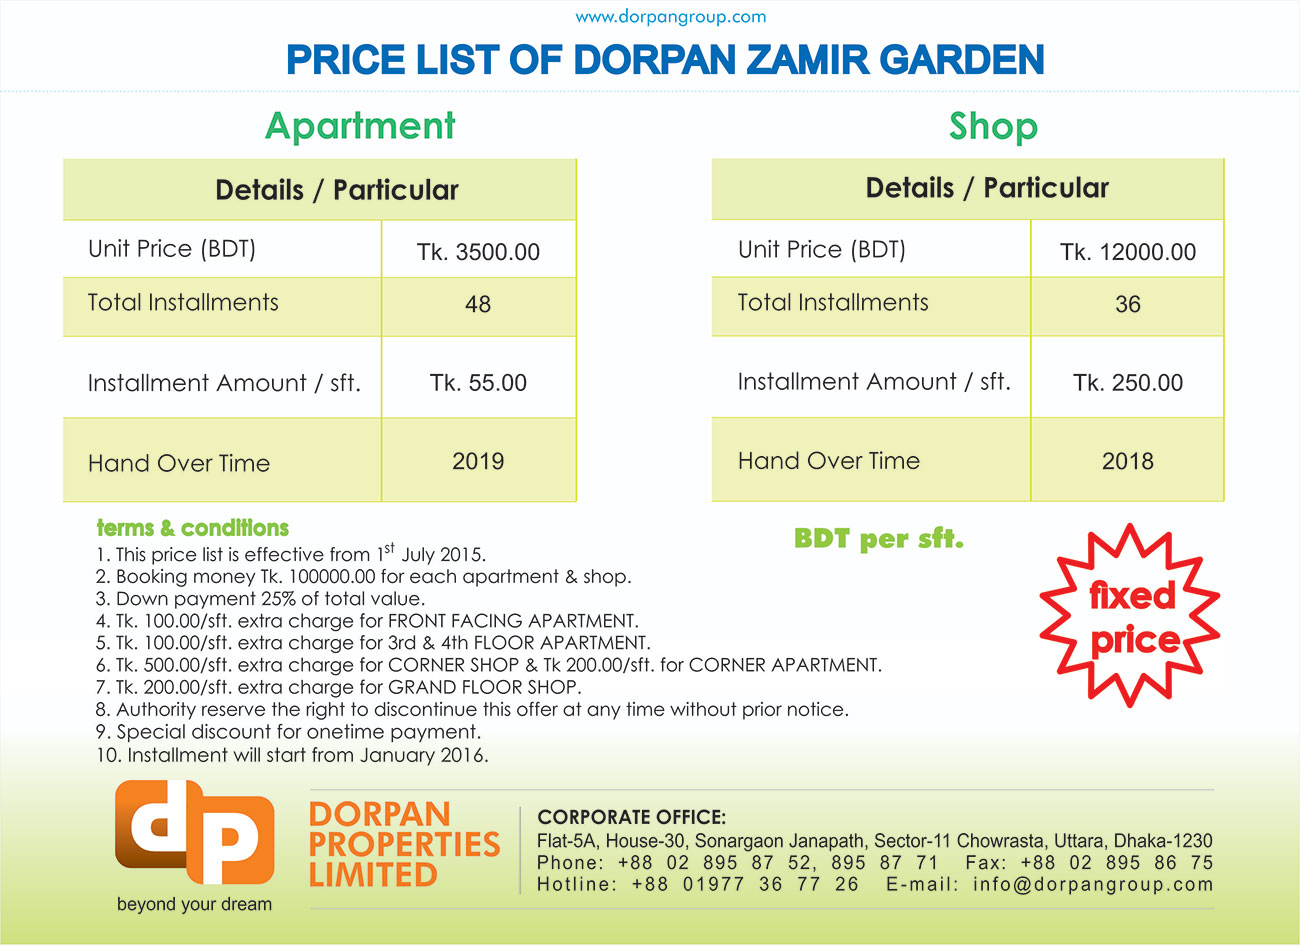 www.dorpangroup.com
PRICE LIST OF DORPAN ZAMIR GARDEN
Apartment
Details / Particular
Unit Price (BDT) Tk. 3500.00
Total Installments 48
Installment Amount / sft. Tk. 55.00
Hand Over Time 2019
Shop
Details / Particular
Unit Price (BDT) Tk. 12000.00
Total Installments 36
Installment Amount / sft. Tk. 250.00
Hand Over Time 2018
terms & conditions
1. This price list is effective from 1st July 2015.
2. Booking money Tk. 100000.00 for each apartment & shop.
3. Down payment 25% of total value.
4. Tk. 100.00/sft. extra charge for FRONT FACING APARTMENT.
5. Tk. 100.00/sft. extra charge for 3rd & 4th FLOOR APARTMENT.
6. Tk. 500.00/sft. extra charge for CORNER SHOP & Tk 200.00/sft. for CORNER APARTMENT.
7. Tk. 200.00/sft. extra charge for GRAND FLOOR SHOP.
8. Authority reserve the right to discontinue this offer at any time without prior notice.
9. Special discount for onetime payment.
10. Installment will start from January 2016.
BDT per sft.
fixed
price
dp
beyond your dream
DORPAN
PROPERTIES
LIMITED
CORPORATE OFFICE:
Flat-5A, House-30, Sonargaon Janapath, Sector-11 Chowrasta, Uttara, Dhaka-1230
Phone: +88 02 895 87 52, 895 87 71 Fax: +88 02 895 86 75
Hotline: +88 01977 36 77 26 E-mail: info@dorpangroup.com